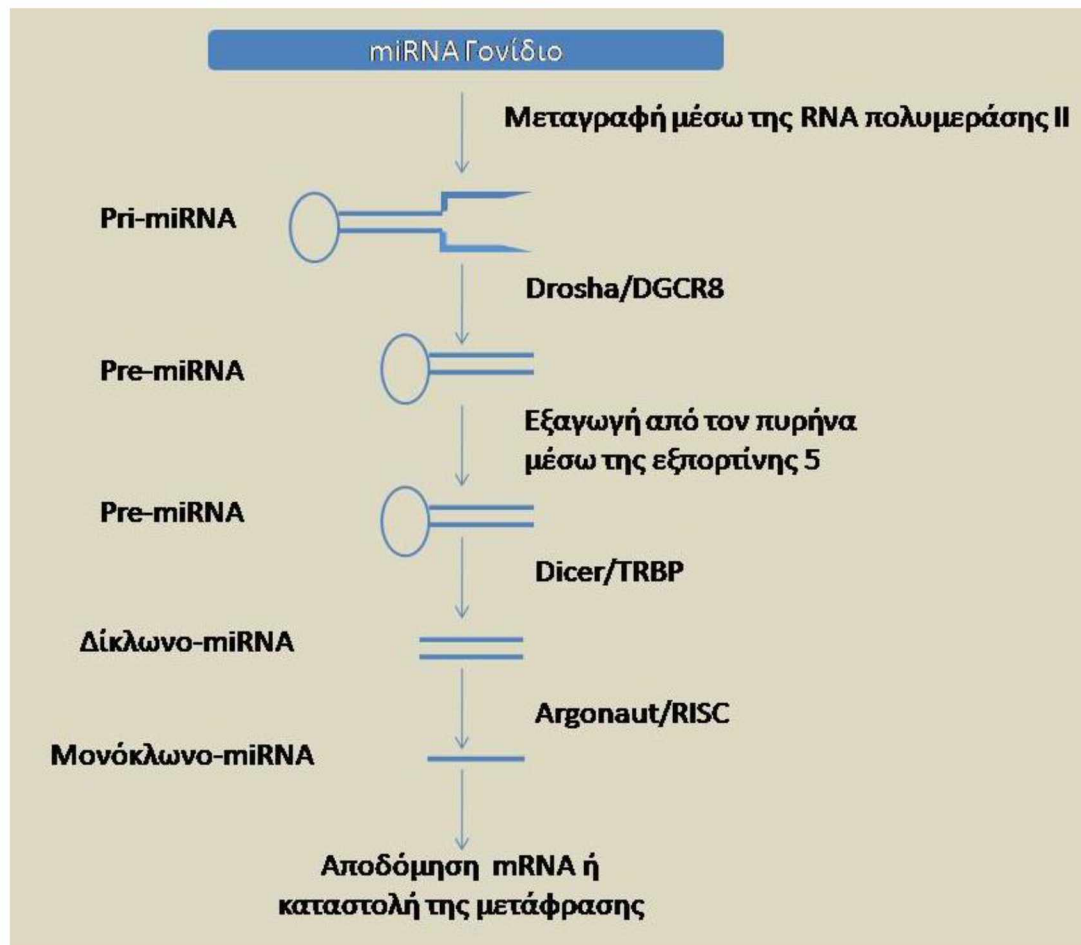 miRNA Γονίδιο
Μεταγραφή μέσω της RNA πολυμεράσης II
Pri-miRNA
Drosha/DGCR8
Pre-miRNA
Εξαγωγή από τον πυρήνα
μέσω της εξπορτίνης 5
Pre-miRNA
Dicer/TRBP
Δίκλωνο-miRNA
Argonaut/RISC
Μονόκλωνο-miRNA
Αποδόμηση mRNA ή
καταστολή της μετάφρασης